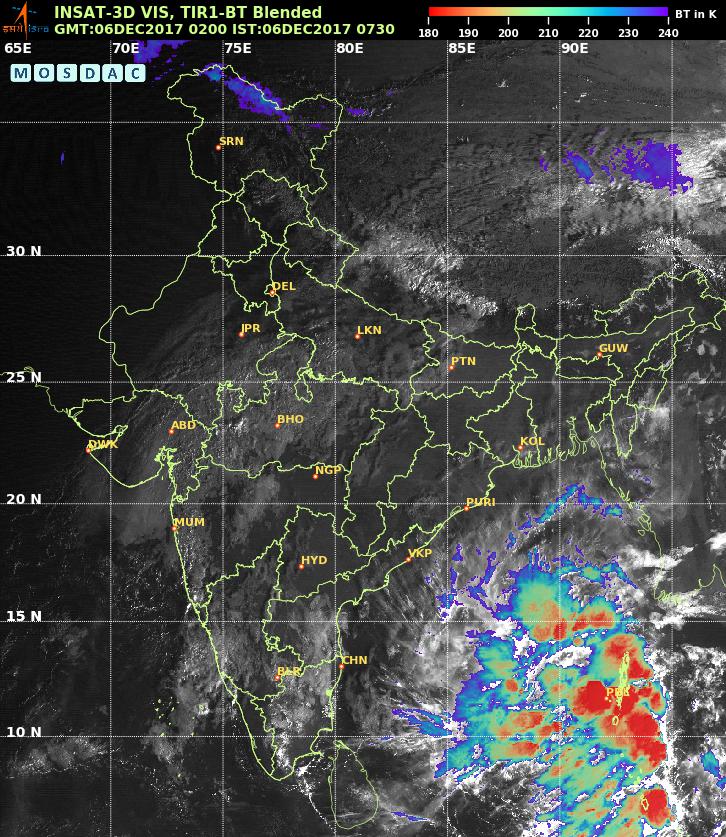 INSAT-3D VIS, TIR1-BT Blended
GMT:06DEC2017 0200 IST:06DEC2017 0730
BT in K
180 190 200 210 220 230 240
65E 70E 75E 80E 85E 90E
MOSDAC
SRN
30 N
DEL
JPR LKN
GUW
PTN
25 N
ABD BHO
DWK KOL
NGP
20 N PURI
MUM
HYD VKP
15 N
BLR CHN
10 N